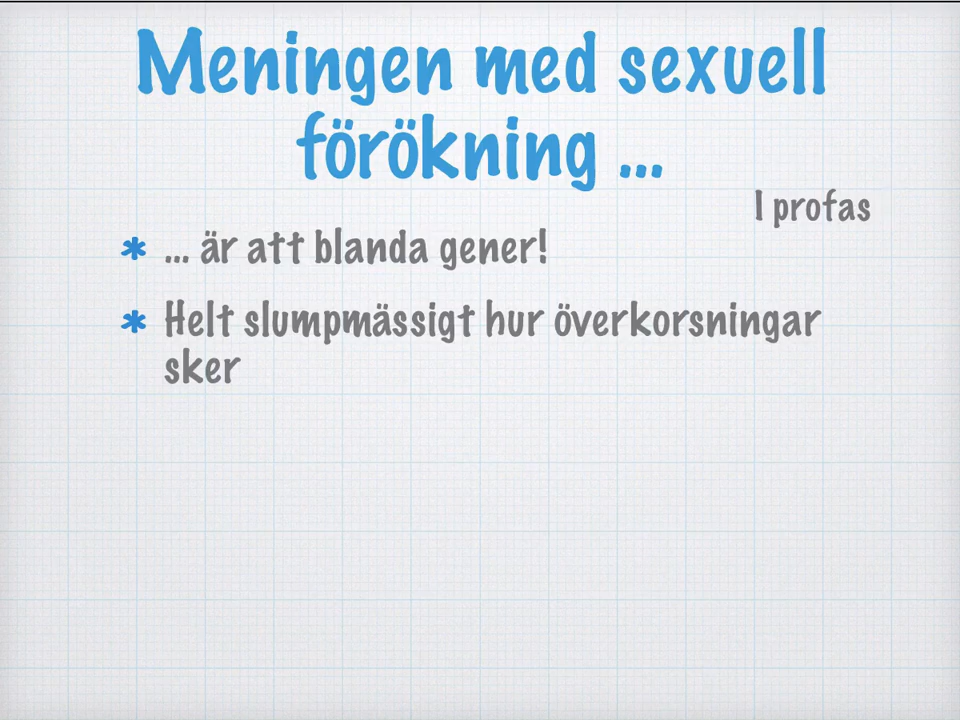 Meningen med sexuell
förökning ...
I profas
* ... är att blanda gener!
* Helt slumpmässigt hur överkorsningar
sker